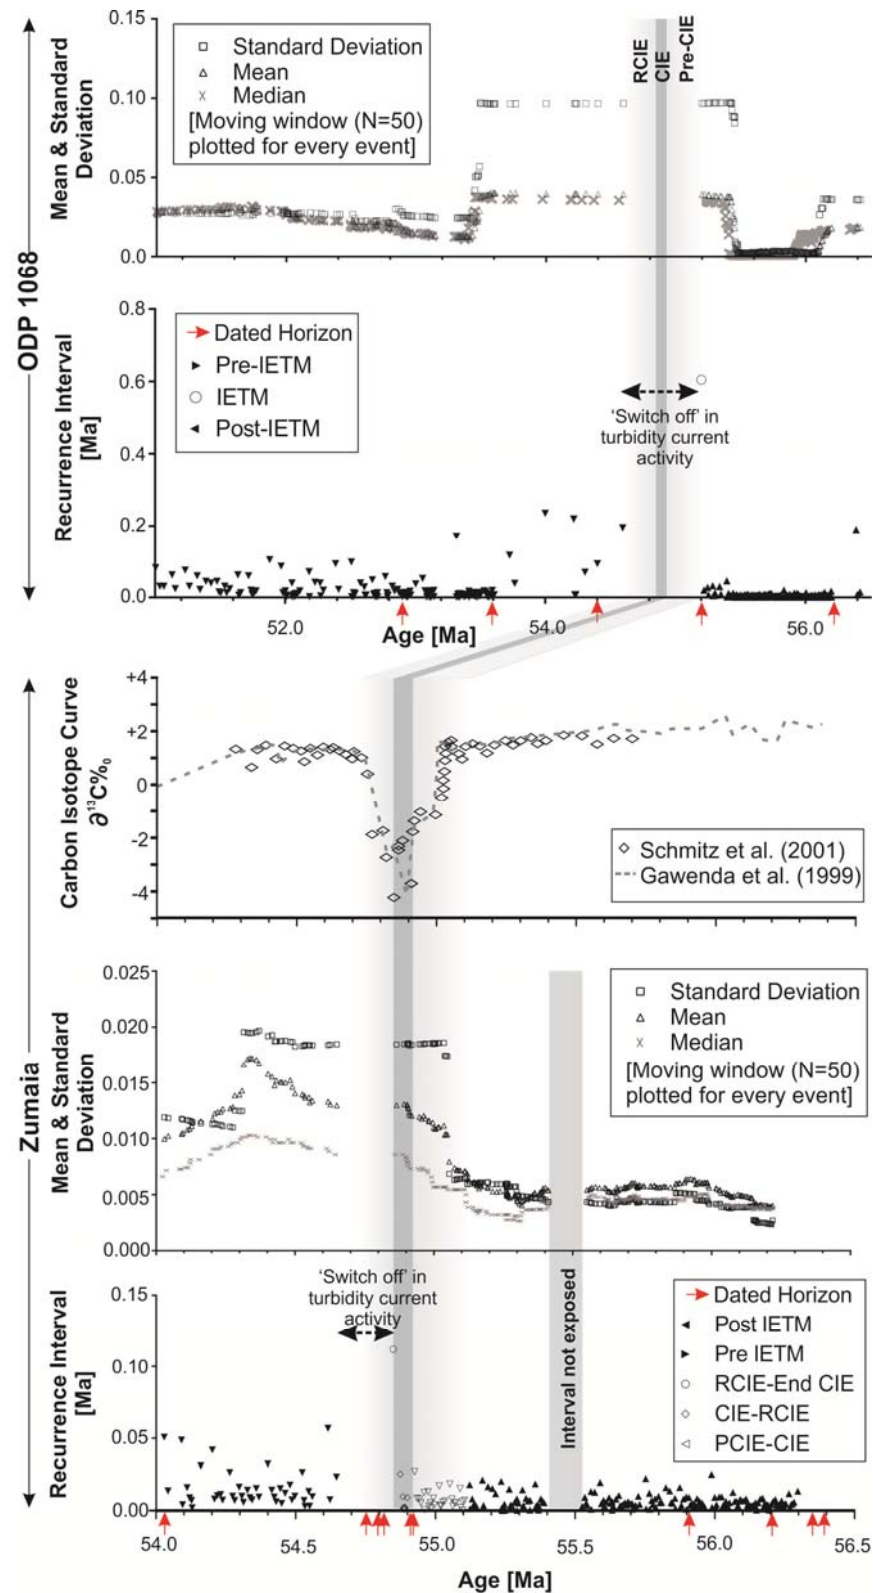 ODP 1068
Mean & Standard
Deviation
0.15
0.10
0.05
0.0
Standard Deviation
Mean
Median
[Moving window (N=50)
plotted for every event]
RCIE
CIE
Pre-CIE
Recurrence Interval
[Ma]
0.8
0.6
0.4
0.2
0.0
Dated Horizon
Pre-IETM
IETM
Post-IETM
‘Switch off’ in
turbidity current
activity
52.0
54.0
56.0
Age [Ma]
Zumaia
Carbon Isotope Curve
∂¹³C‰
+4
+2
0
-2
-4
Schmitz et al. (2001)
Gawenda et al. (1999)
Mean & Standard
Deviation
0.025
0.020
0.015
0.010
0.005
0.000
Standard Deviation
Mean
Median
[Moving window (N=50)
plotted for every event]
Recurrence Interval
[Ma]
0.15
0.10
0.05
0.00
‘Switch off’ in
turbidity current
activity
Interval not exposed
Dated Horizon
Post IETM
Pre IETM
RCIE-End CIE
CIE-RCIE
PCIE-CIE
54.0
54.5
55.0
55.5
56.0
56.5
Age [Ma]